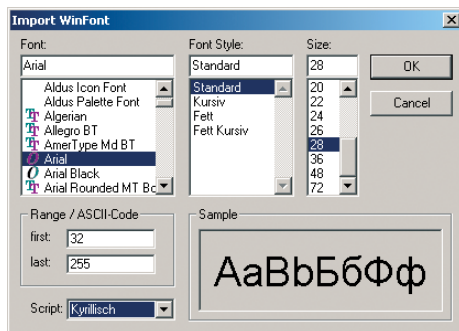 Import WinFont
Font:
Font Style:
Size:
Arial
Standard
28
OK
Cancel
Aldus Icon Font
Aldus Palette Font
Algerian
Allegro BT
AmerType Md BT
Arial
Arial Black
Arial Rounded MT Bo
Standard
Kursiv
Fett
Fett Kursiv
20
22
24
26
28
36
48
72
Range / ASCII-Code
first: 32
last: 255
Script: Kyrillisch
Sample
АаВbБбФф